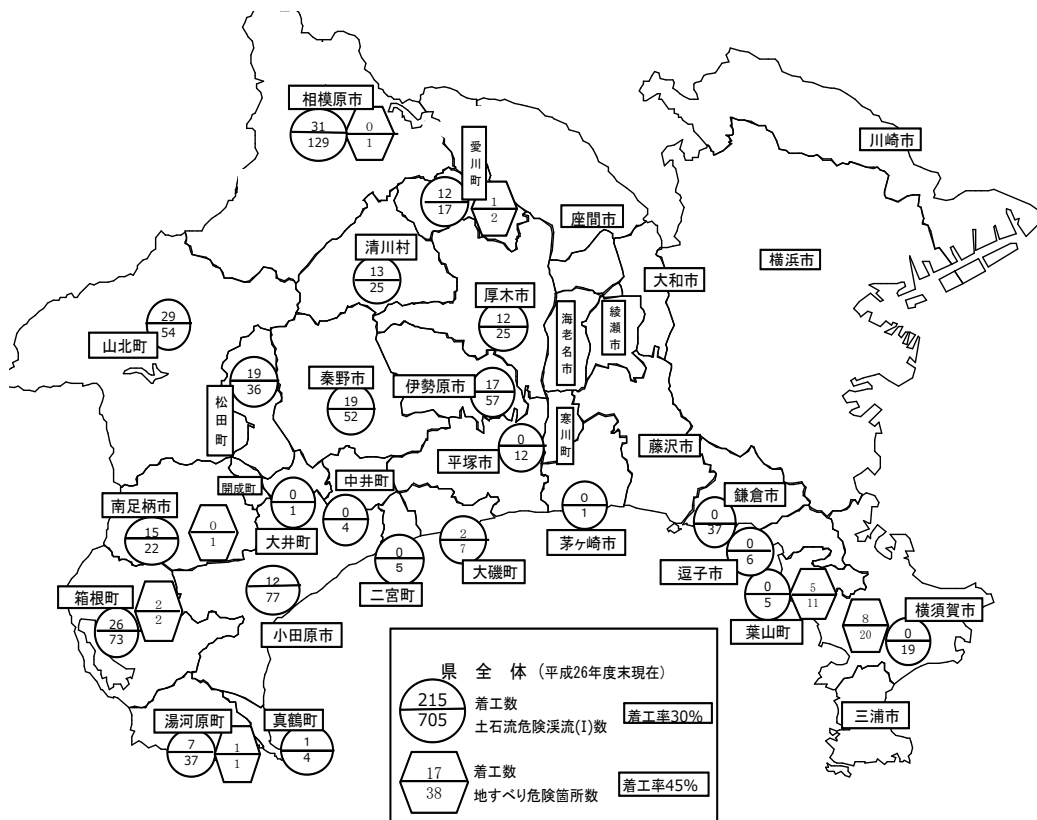 相模原市
31
129
0
1
愛川町
12
17
1
2
川崎市
座間市
清川村
13
25
横浜市
大和市
厚木市
12
25
海老名市
綾瀬市
29
54
山北町
19
36
松田町
秦野市
19
52
伊勢原市
17
57
寒川町
平塚市
0
12
藤沢市
開成町
中井町
0
1
大井町
0
4
南足柄市
15
22
0
1
0
5
二宮町
2
7
大磯町
0
1
茅ヶ崎市
鎌倉市
0
37
0
6
逗子市
0
5
5
11
葉山町
8
20
横須賀市
0
19
箱根町
26
73
2
2
12
77
小田原市
三浦市
湯河原町
7
37
1
1
真鶴町
1
4
県 全 体 (平成26年度末現在)
215
705
着工数
土石流危険渓流(I)数
着工率30%
17
38
着工数
地すべり危険箇所数
着工率45%